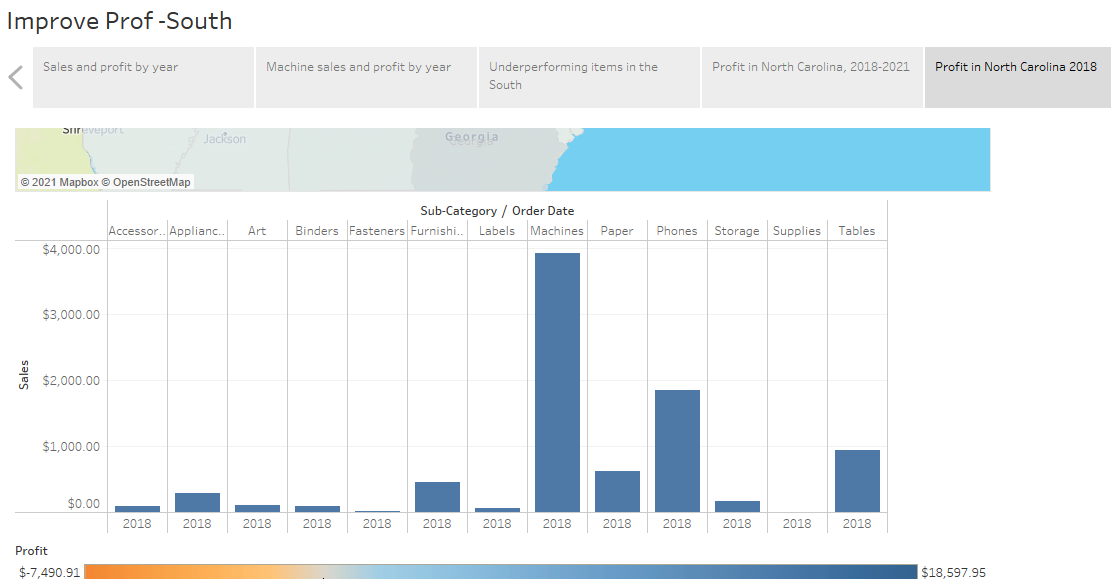 Improve Prof -South
Sales and profit by year
Machine sales and profit by year
Underperforming items in the
South
Profit in North Carolina, 2018-2021
Profit in North Carolina 2018
Shreveport
Jackson
Georgia
Georgia
© 2021 Mapbox © OpenStreetMap
Sub-Category / Order Date
Accessor.. Applianc.. Art Binders Fasteners Furnishi.. Labels Machines Paper Phones Storage Supplies Tables
$4,000.00
$3,000.00
$2,000.00
$1,000.00
$0.00
Sales
2018 2018 2018 2018 2018 2018 2018 2018 2018 2018 2018 2018 2018
Profit
$-7,490.91 $18,597.95